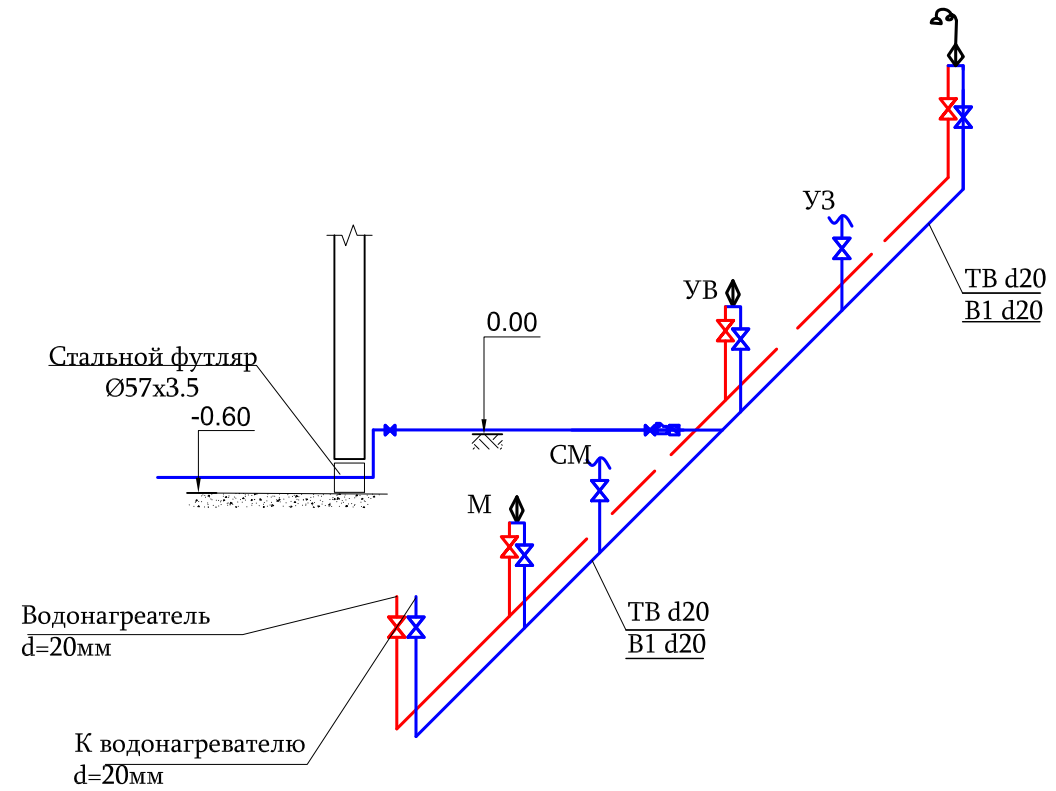 УЗ
ТВ d20
В1 d20
УВ
0.00
Стальной футляр
Ø57х3.5
-0.60
СМ
М
Водонагреатель
d=20мм
ТВ d20
В1 d20
К водонагревателю
d=20мм